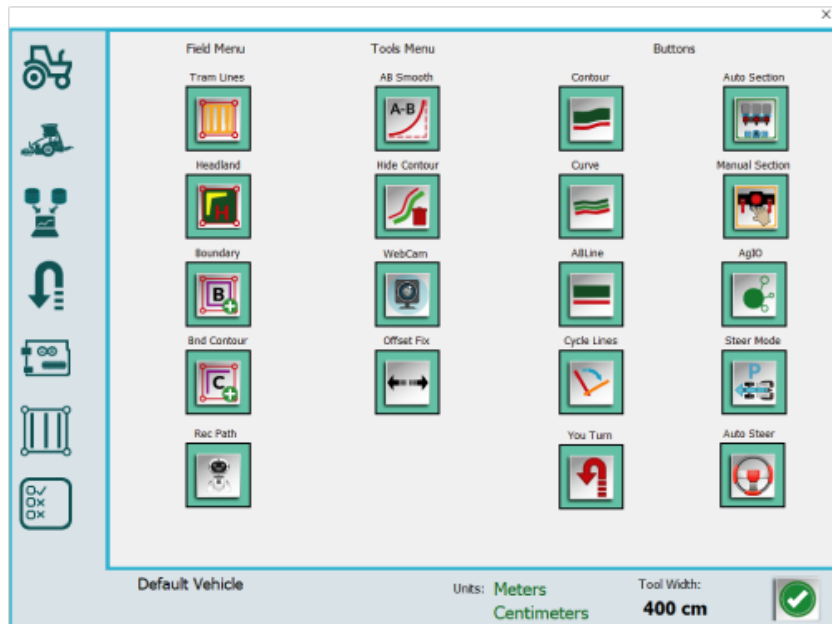 Field Menu
Tools Menu
Buttons
Tram Lines
AB Smooth
Contour
Auto Section
A-B
Headland
Hide Contour
Curve
Manual Section
H
Boundary
WebCam
ABLine
AgIO
B
Bnd Contour
Offset Fix
Cycle Lines
Steer Mode
C
P
Rec Path
You Turn
Auto Steer
Default Vehicle
Units: Meters
Centimeters
Tool Width:
400 cm